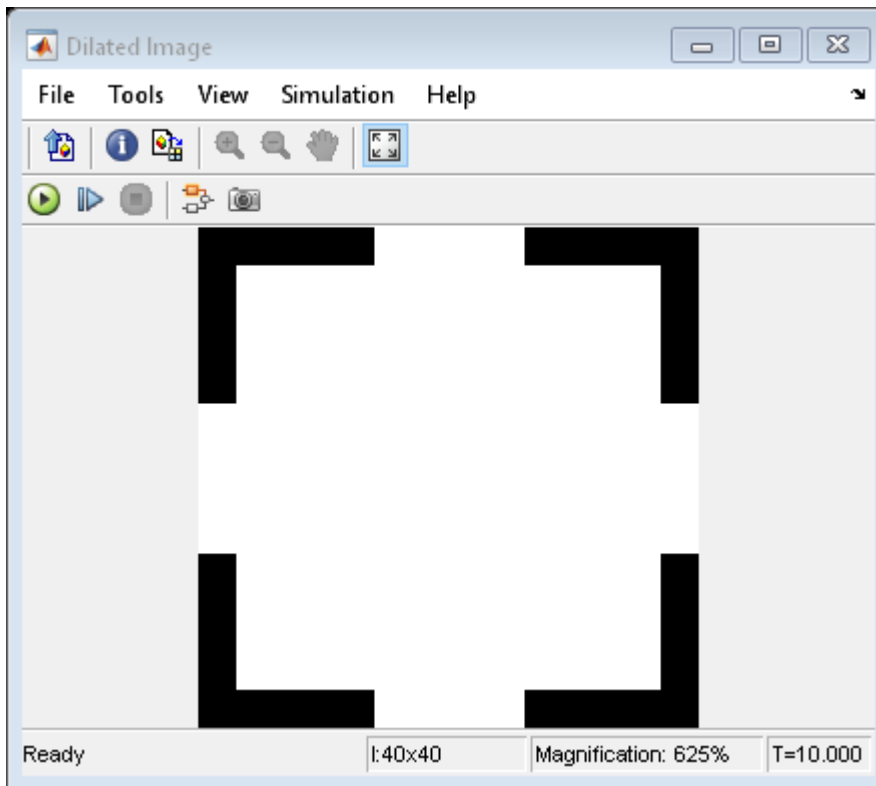 Dilated Image
File Tools View Simulation Help
Ready I:40x40 Magnification: 625% T=10.000